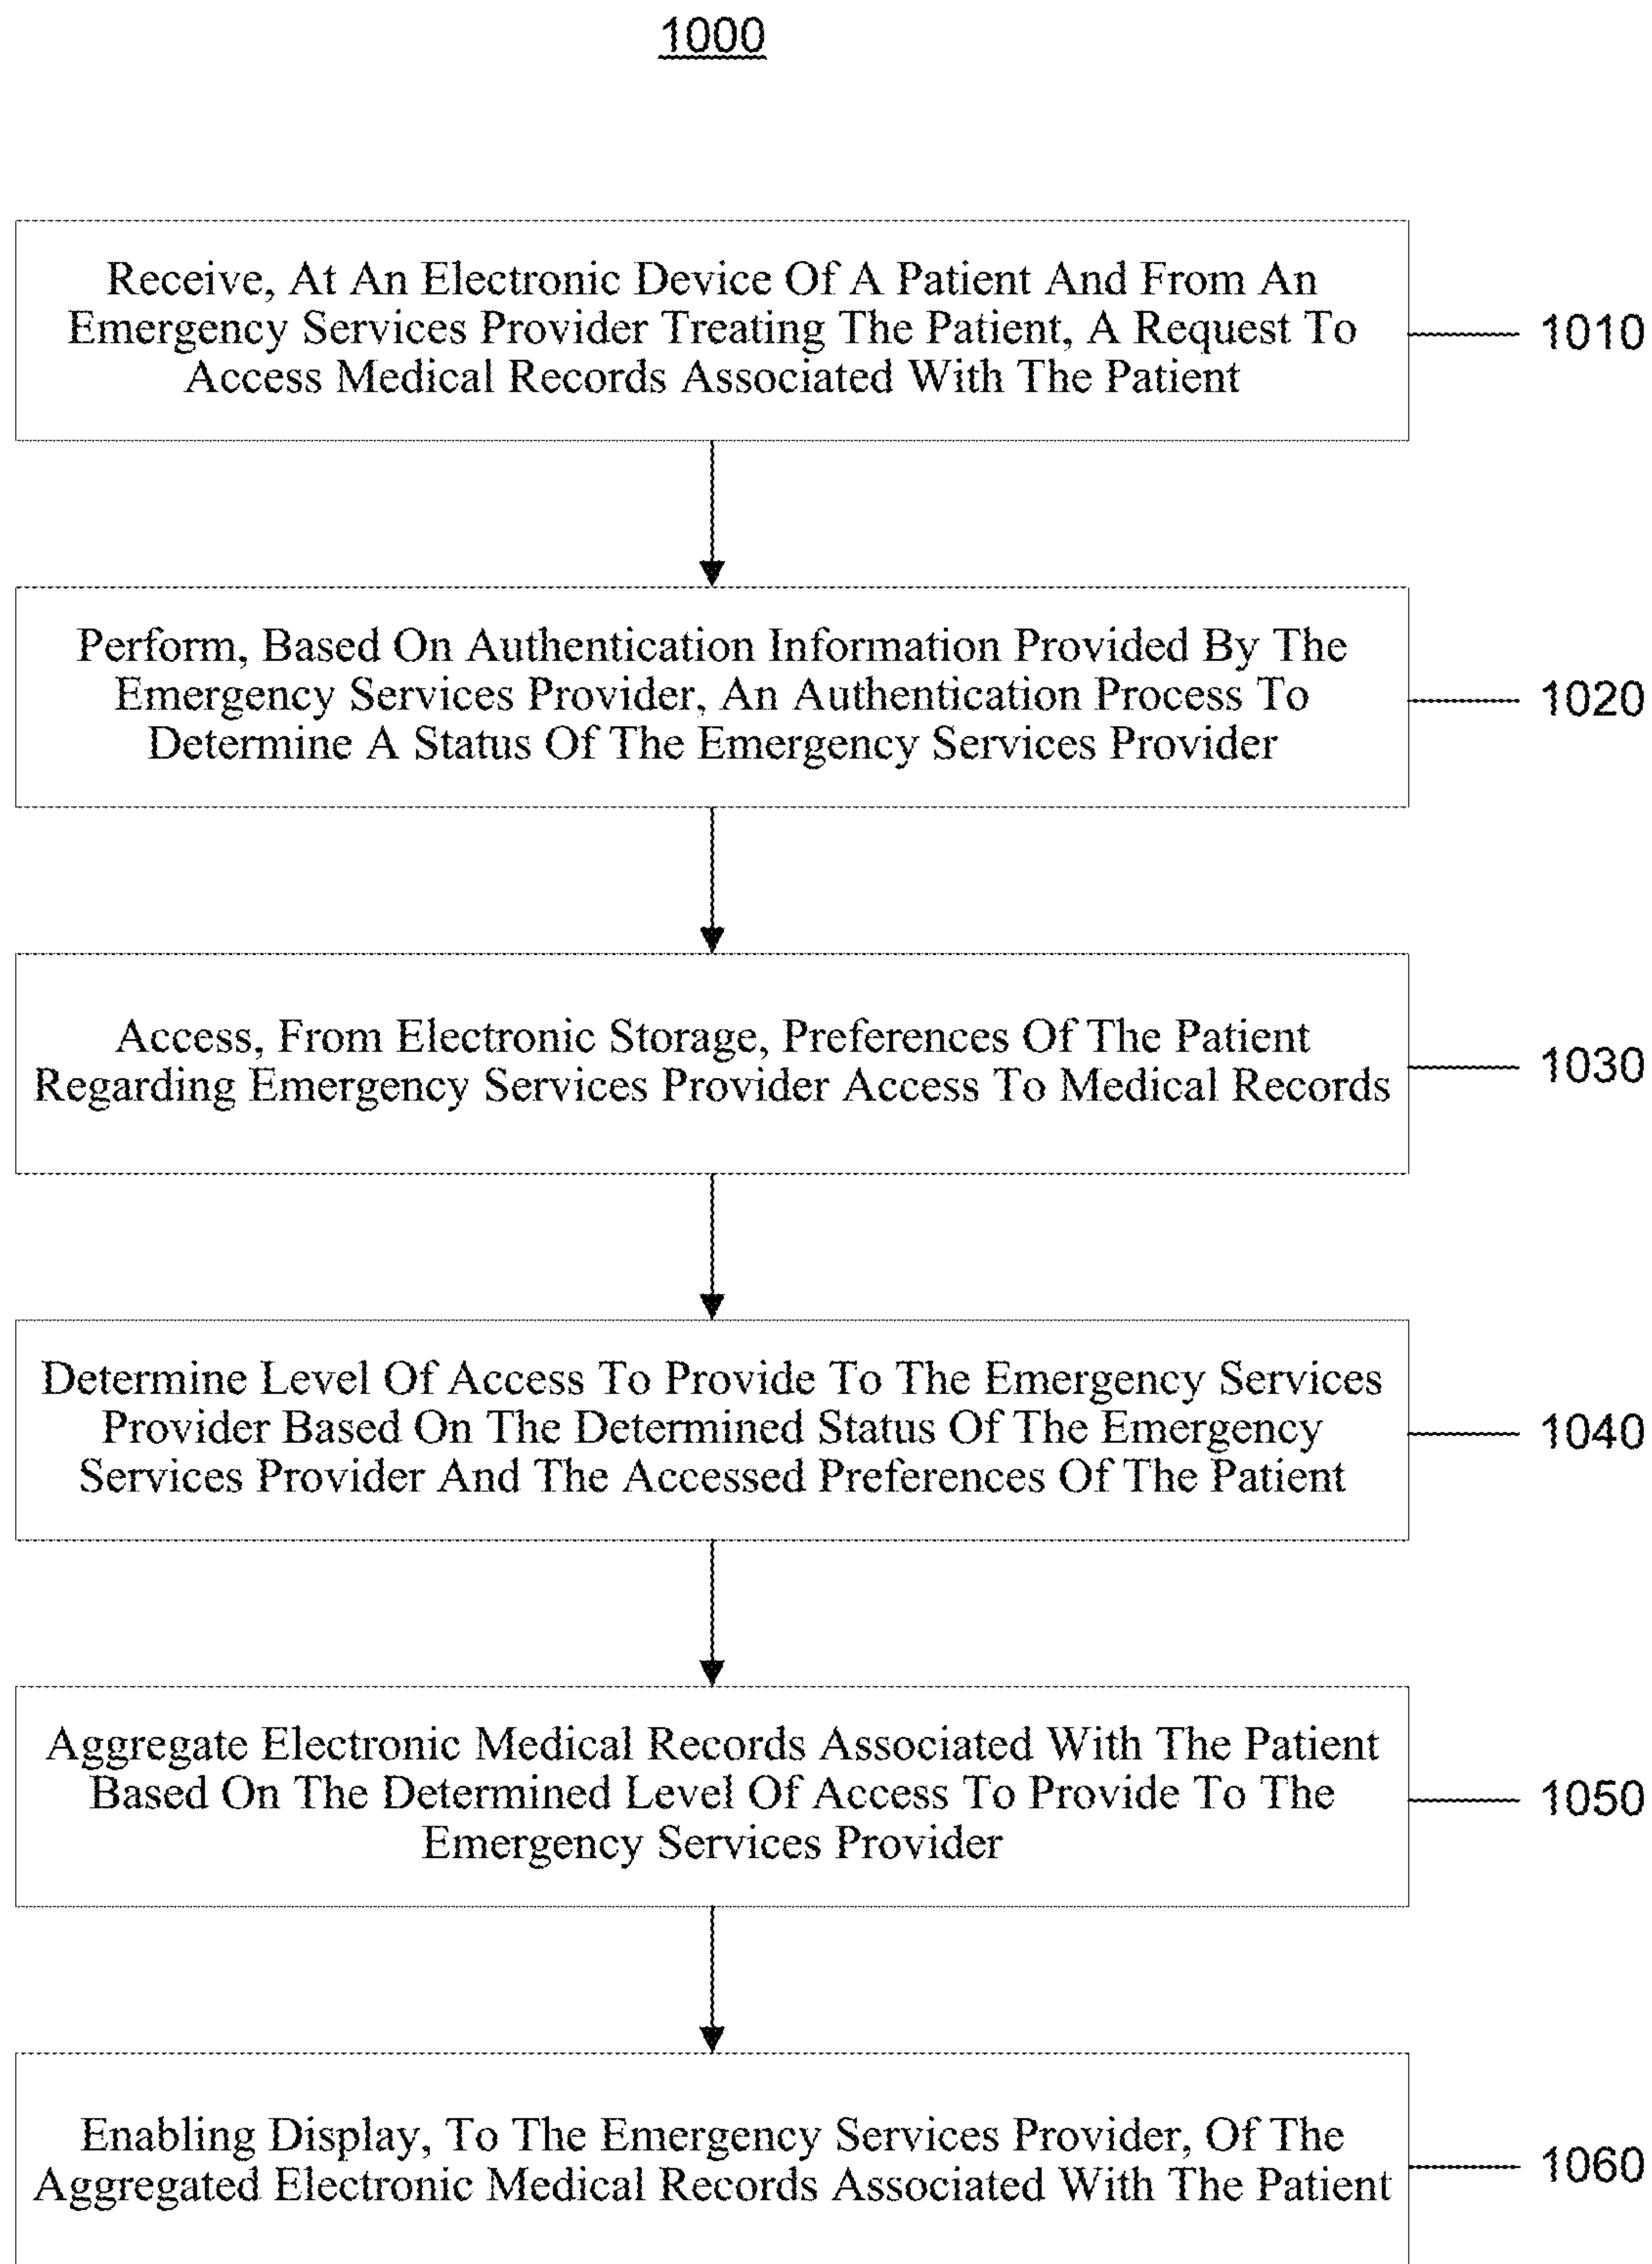 1000
Receive, At An Electronic Device Of A Patient And From An
Emergency Services Provider Treating The Patient, A Request To
Access Medical Records Associated With The Patient
1010
Perform, Based On Authentication Information Provided By The
Emergency Services Provider, An Authentication Process To
Determine A Status Of The Emergency Services Provider
1020
Access, From Electronic Storage, Preferences Of The Patient
Regarding Emergency Services Provider Access To Medical Records
1030
Determine Level Of Access To Provide To The Emergency Services
Provider Based On The Determined Status Of The Emergency
Services Provider And The Accessed Preferences Of The Patient
1040
Aggregate Electronic Medical Records Associated With The Patient
Based On The Determined Level Of Access To Provide To The
Emergency Services Provider
1050
Enabling Display, To The Emergency Services Provider, Of The
Aggregated Electronic Medical Records Associated With The Patient
1060